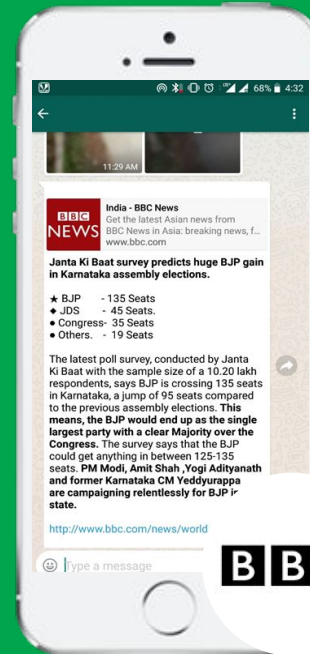 68% 4:32
11:29 AM
BBC
NEWS
India - BBC News
Get the latest Asian news from
BBC News in Asia: breaking news, f...
www.bbc.com
Janta Ki Baat survey predicts huge BJP gain
in Karnataka assembly elections.
★ BJP - 135 Seats
◆ JDS - 45 Seats.
● Congress- 35 Seats
● Others. - 19 Seats
The latest poll survey, conducted by Janta
Ki Baat with the sample size of a 10.20 lakh
respondents, says BJP is crossing 135 seats
in Karnataka, a jump of 95 seats compared
to the previous assembly elections. This
means, the BJP would end up as the single
largest party with a clear Majority over the
Congress. The survey says that the BJP
could get anything in between 125-135
seats. PM Modi, Amit Shah ,Yogi Adityanath
and former Karnataka CM Yeddyurappa
are campaigning relentlessly for BJP
state.
http://www.bbc.com/news/world
Type a message
B B